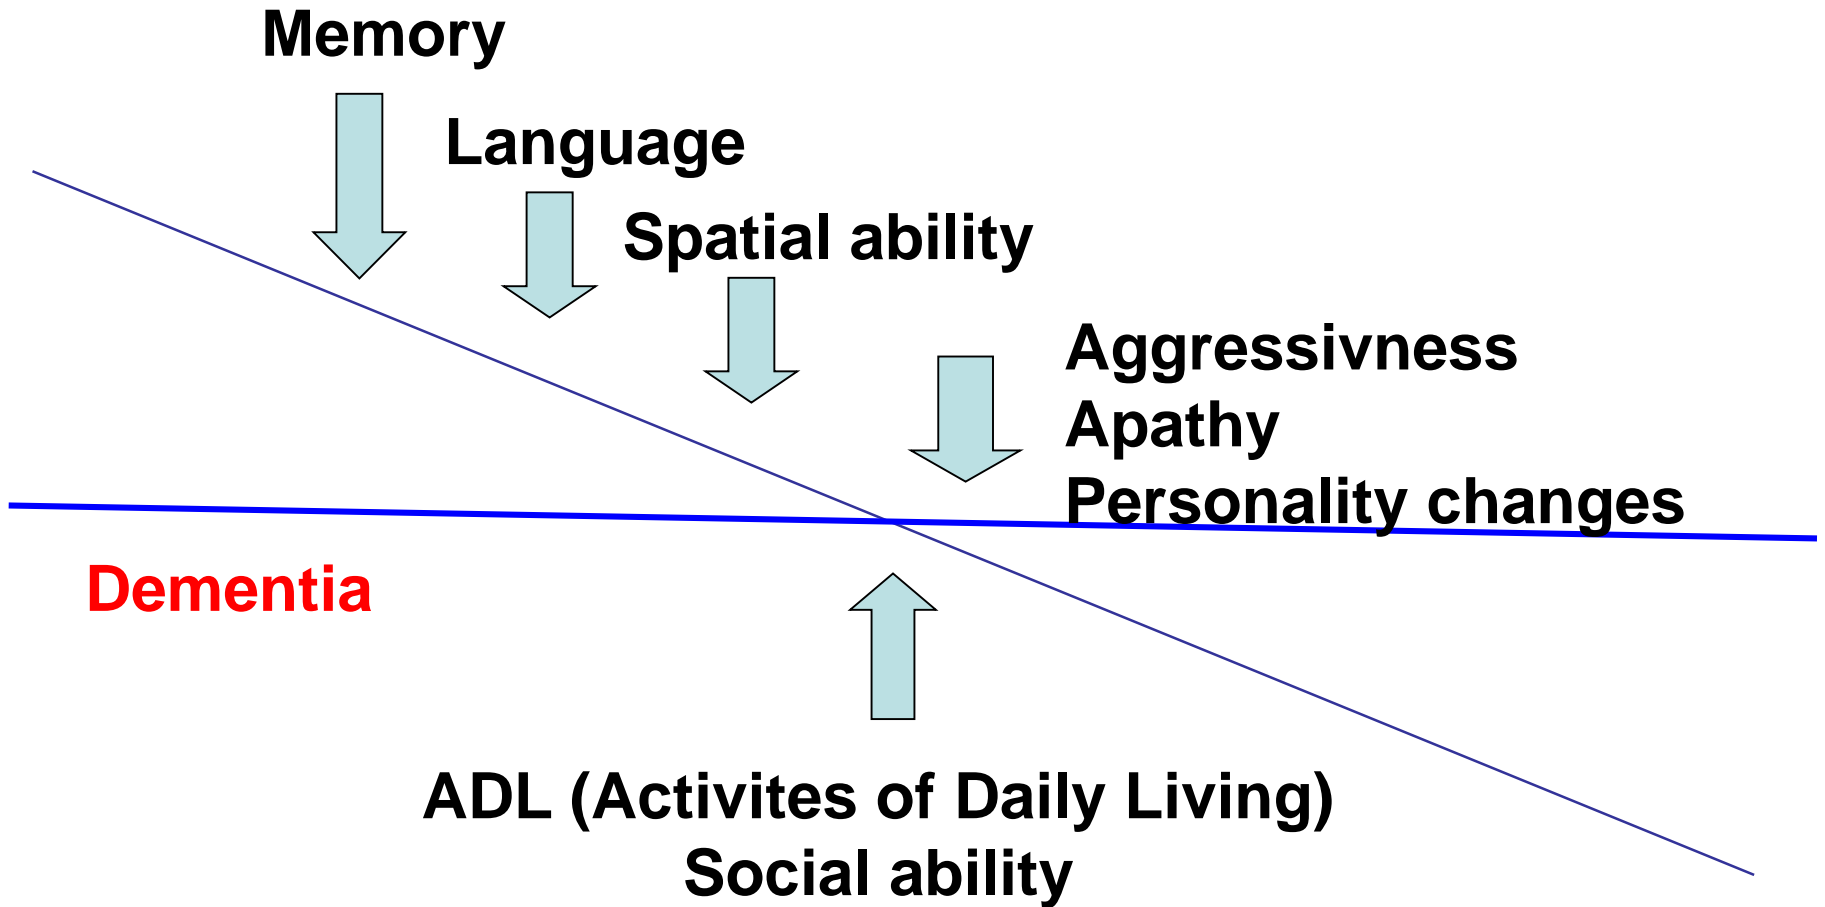 Memory
Language
Spatial ability
Aggressivness
Apathy
Personality changes
Dementia
ADL (Activites of Daily Living)
Social ability